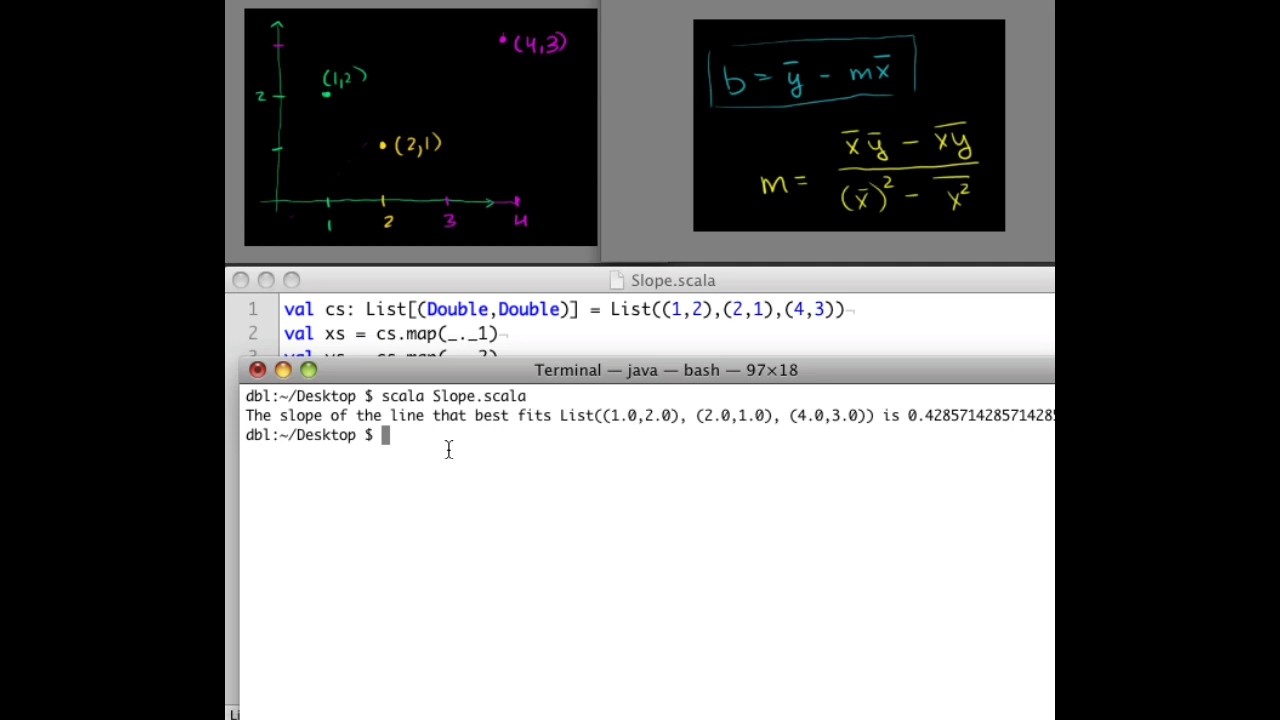 (4,3)
(1,2)
2
(2,1)
1 2 3 4
b = y̅ - mx̅
m = x̅ y̅ - x̅y̅
(x̅)² - x̅²
Slope.scala
1 val cs: List[(Double,Double)] = List((1,2),(2,1),(4,3))¬
2 val xs = cs.map(_._1)¬
Terminal — java — bash — 97×18
dbl:~/Desktop $ scala Slope.scala
The slope of the line that best fits List((1.0,2.0), (2.0,1.0), (4.0,3.0)) is 0.4285714285714285
dbl:~/Desktop $
Li